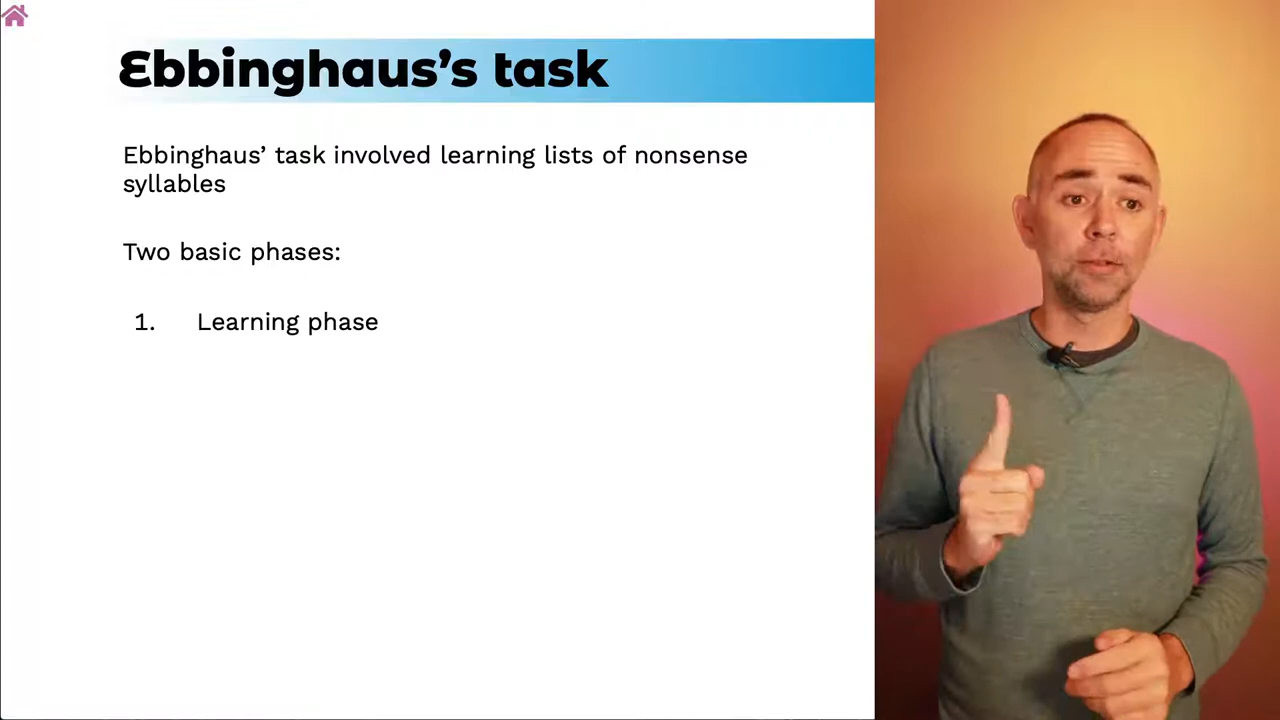 Ebbinghaus’s task
Ebbinghaus’ task involved learning lists of nonsense
syllables
Two basic phases:
1. Learning phase